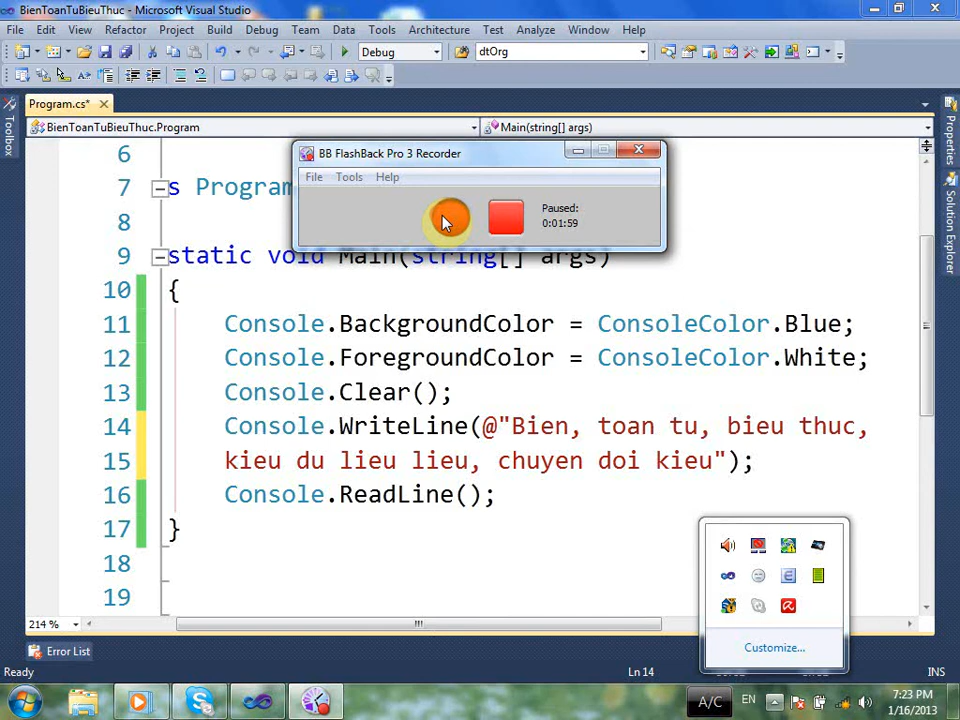 BienToanTuBieuThuc - Microsoft Visual Studio
File Edit View Refactor Project Build Debug Team Data Tools Architecture Test Analyze Window Help
Debug dtOrg
Program.cs*
BienToanTuBieuThuc.Program Main(string[] args)
Toolbox
Properties
Solution Explorer
BB FlashBack Pro 3 Recorder
File Tools Help
Paused:
0:01:59
6
7 s Program
8
9 static void Main(string[] args)
10 {
11 Console.BackgroundColor = ConsoleColor.Blue;
12 Console.ForegroundColor = ConsoleColor.White;
13 Console.Clear();
14 Console.WriteLine(@"Bien, toan tu, bieu thuc,
15 kieu du lieu lieu, chuyen doi kieu");
16 Console.ReadLine();
17 }
18
19
Customize...
214 %
Error List
Ready Ln 14 INS
A/C EN 7:23 PM
1/16/2013